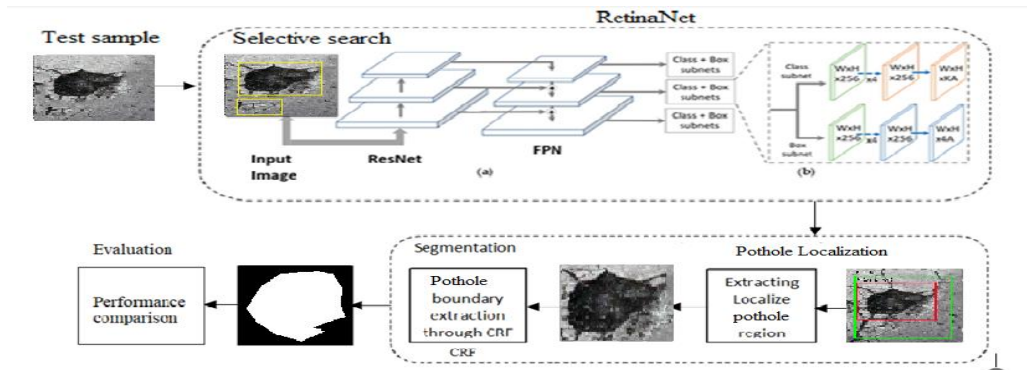 RetinaNet
Test sample
Selective search
Class + Box
subnets
Class + Box
subnets
Class + Box
subnets
Class
subnet
WxH
x256
x4
WxH
x256
WxH
xKA
Box
subnet
WxH
x256
x4
WxH
x256
WxH
x4A
Input
Image
ResNet
FPN
(a)
(b)
Evaluation
Segmentation
Pothole Localization
Performance
comparison
Pothole
boundary
extraction
through CRF
CRF
Extracting
Localize
pothole
region